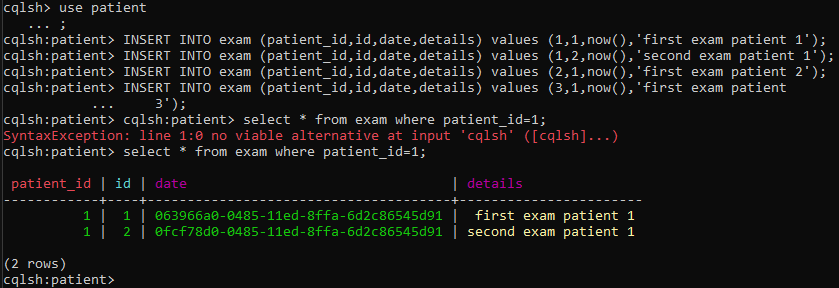 cqlsh> use patient
   ... ;
cqlsh:patient> INSERT INTO exam (patient_id,id,date,details) values (1,1,now(),'first exam patient 1');
cqlsh:patient> INSERT INTO exam (patient_id,id,date,details) values (1,2,now(),'second exam patient 1');
cqlsh:patient> INSERT INTO exam (patient_id,id,date,details) values (2,1,now(),'first exam patient 2');
cqlsh:patient> INSERT INTO exam (patient_id,id,date,details) values (3,1,now(),'first exam patient
           ...     3');
cqlsh:patient> cqlsh:patient> select * from exam where patient_id=1;
SyntaxException: line 1:0 no viable alternative at input 'cqlsh' ([cqlsh]...)
cqlsh:patient> select * from exam where patient_id=1;
 patient_id | id | date                                 | details
------------+----+--------------------------------------+-----------------------
          1 |  1 | 063966a0-0485-11ed-8ffa-6d2c86545d91 |  first exam patient 1
          1 |  2 | 0fcf78d0-0485-11ed-8ffa-6d2c86545d91 | second exam patient 1
(2 rows)
cqlsh:patient>